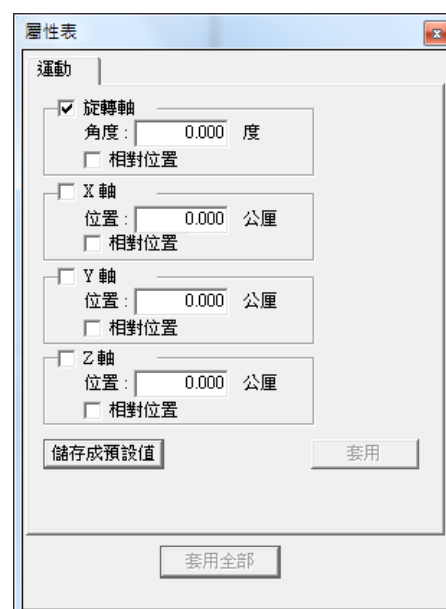 屬性表
運動
旋轉軸
角度: 0.000 度
相對位置
X 軸
位置: 0.000 公厘
相對位置
Y 軸
位置: 0.000 公厘
相對位置
Z 軸
位置: 0.000 公厘
相對位置
儲存成預設值 套用
套用全部